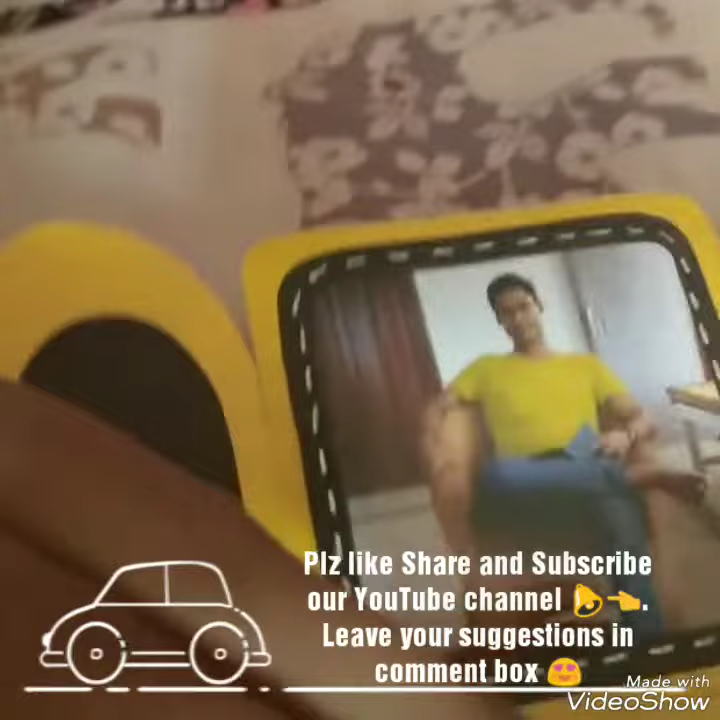 Plz like Share and Subscribe
our YouTube channel 🔔👈.
Leave your suggestions in
comment box 😍
Made with
VideoShow